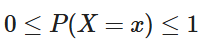 0 ≤ P(X = x) ≤ 1